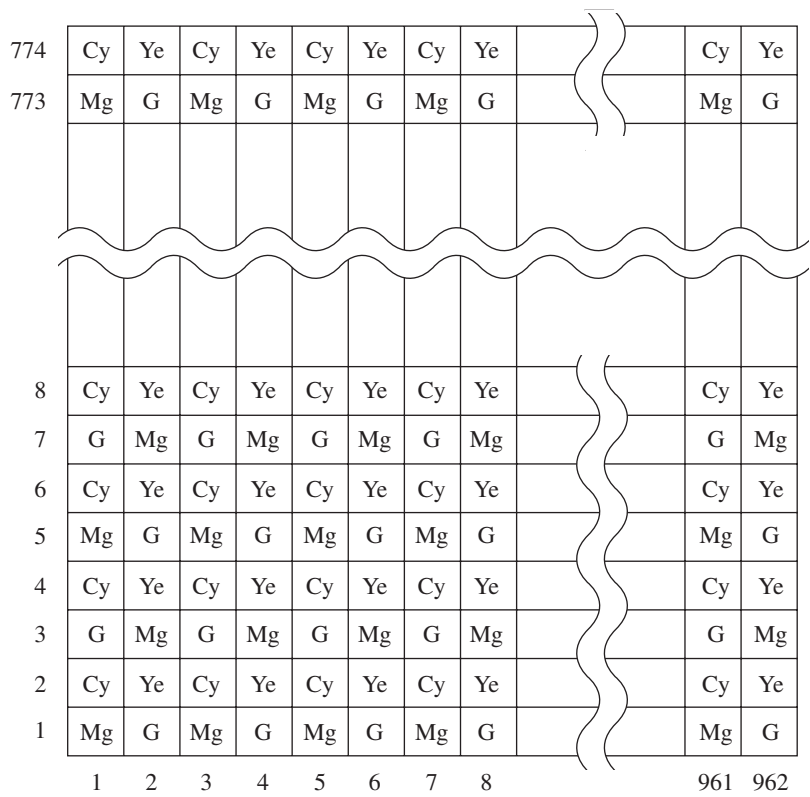 774 Cy Ye Cy Ye Cy Ye Cy Ye Cy Ye
773 Mg G Mg G Mg G Mg G Mg G
8 Cy Ye Cy Ye Cy Ye Cy Ye Cy Ye
7 G Mg G Mg G Mg G Mg G Mg
6 Cy Ye Cy Ye Cy Ye Cy Ye Cy Ye
5 Mg G Mg G Mg G Mg G Mg G
4 Cy Ye Cy Ye Cy Ye Cy Ye Cy Ye
3 G Mg G Mg G Mg G Mg G Mg
2 Cy Ye Cy Ye Cy Ye Cy Ye Cy Ye
1 Mg G Mg G Mg G Mg G Mg G
1 2 3 4 5 6 7 8 961 962